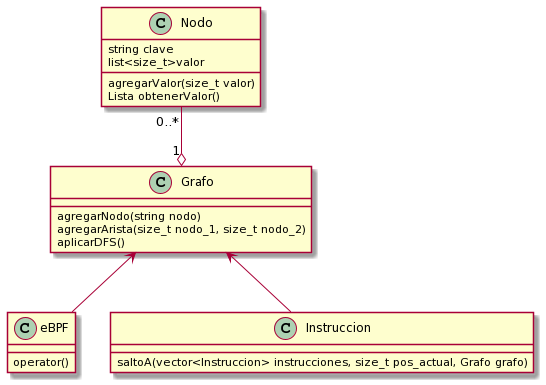 C Nodo
string clave
list<size_t>valor
agregarValor(size_t valor)
Lista obtenerValor()
0..*
1
C Grafo
agregarNodo(string nodo)
agregarArista(size_t nodo_1, size_t nodo_2)
aplicarDFS()
C eBPF
operator()
C Instruccion
saltoA(vector<Instruccion> instrucciones, size_t pos_actual, Grafo grafo)